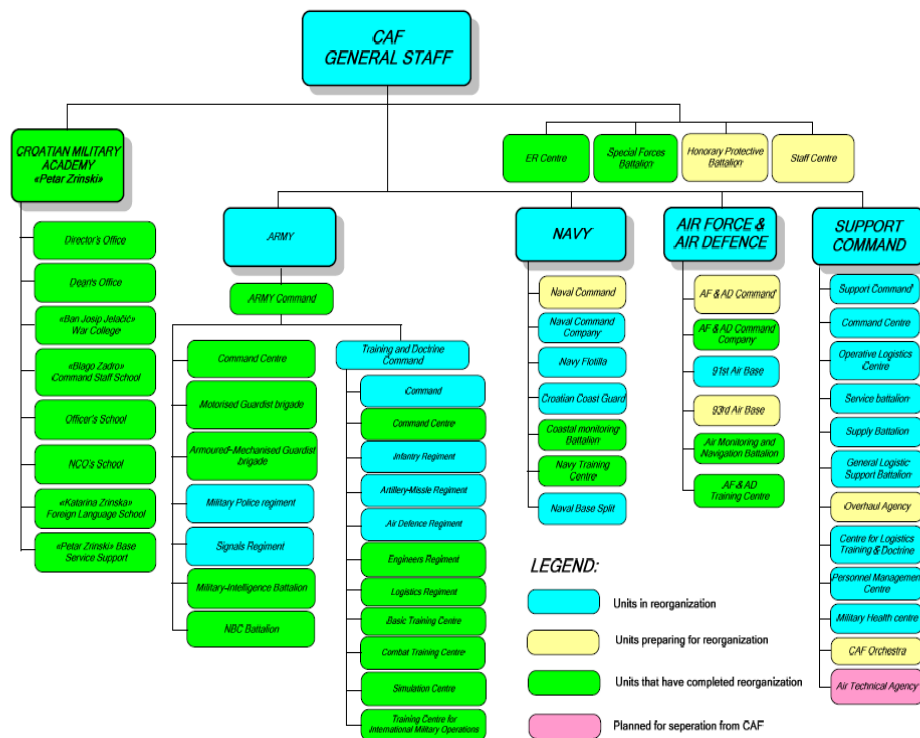 CAF
GENERAL STAFF
CROATIAN MILITARY
ACADEMY
«Petar Zrinski»
ER Centre
Special Forces
Battalion
Honorary Protective
Battalion
Staff Centre
Director's Office
Dean's Office
«Ban Josip Jelačić»
War College
«Blago Zadro»
Command Staff School
Officer's School
NCO's School
«Katarina Zrinska»
Foreign Language School
«Petar Zrinski» Base
Service Support
ARMY
ARMY Command
Command Centre
Motorised Guardist brigade
Armoured-Mechanised Guardist
brigade
Military Police regiment
Signals Regiment
Military-Intelligence Battalion
NBC Battalion
Training and Doctrine
Command
Command
Command Centre
Infantry Regiment
Artillery-Missle Regiment
Air Defence Regiment
Engineers Regiment
Logistics Regiment
Basic Training Centre
Combat Training Centre
Simulation Centre
Training Centre for
International Military Operations
NAVY
Naval Command
Naval Command
Company
Navy Flotilla
Croatian Coast Guard
Coastal monitoring
Battalion
Navy Training
Centre
Naval Base Split
AIR FORCE &
AIR DEFENCE
AF & AD Command
AF & AD Command
Company
91st Air Base
93rd Air Base
Air Monitoring and
Navigation Battalion
AF & AD
Training Centre
SUPPORT
COMMAND
Support Command
Command Centre
Operative Logistics
Centre
Service battalion
Supply Battalion
General Logistic
Support Battalion
Overhaul Agency
Centre for Logistics
Training & Doctrine
Personnel Management
Centre
Military Health centre
CAF Orchestra
Air Technical Agency
LEGEND:
Units in reorganization
Units preparing for reorganization
Units that have completed reorganization
Planned for seperation from CAF